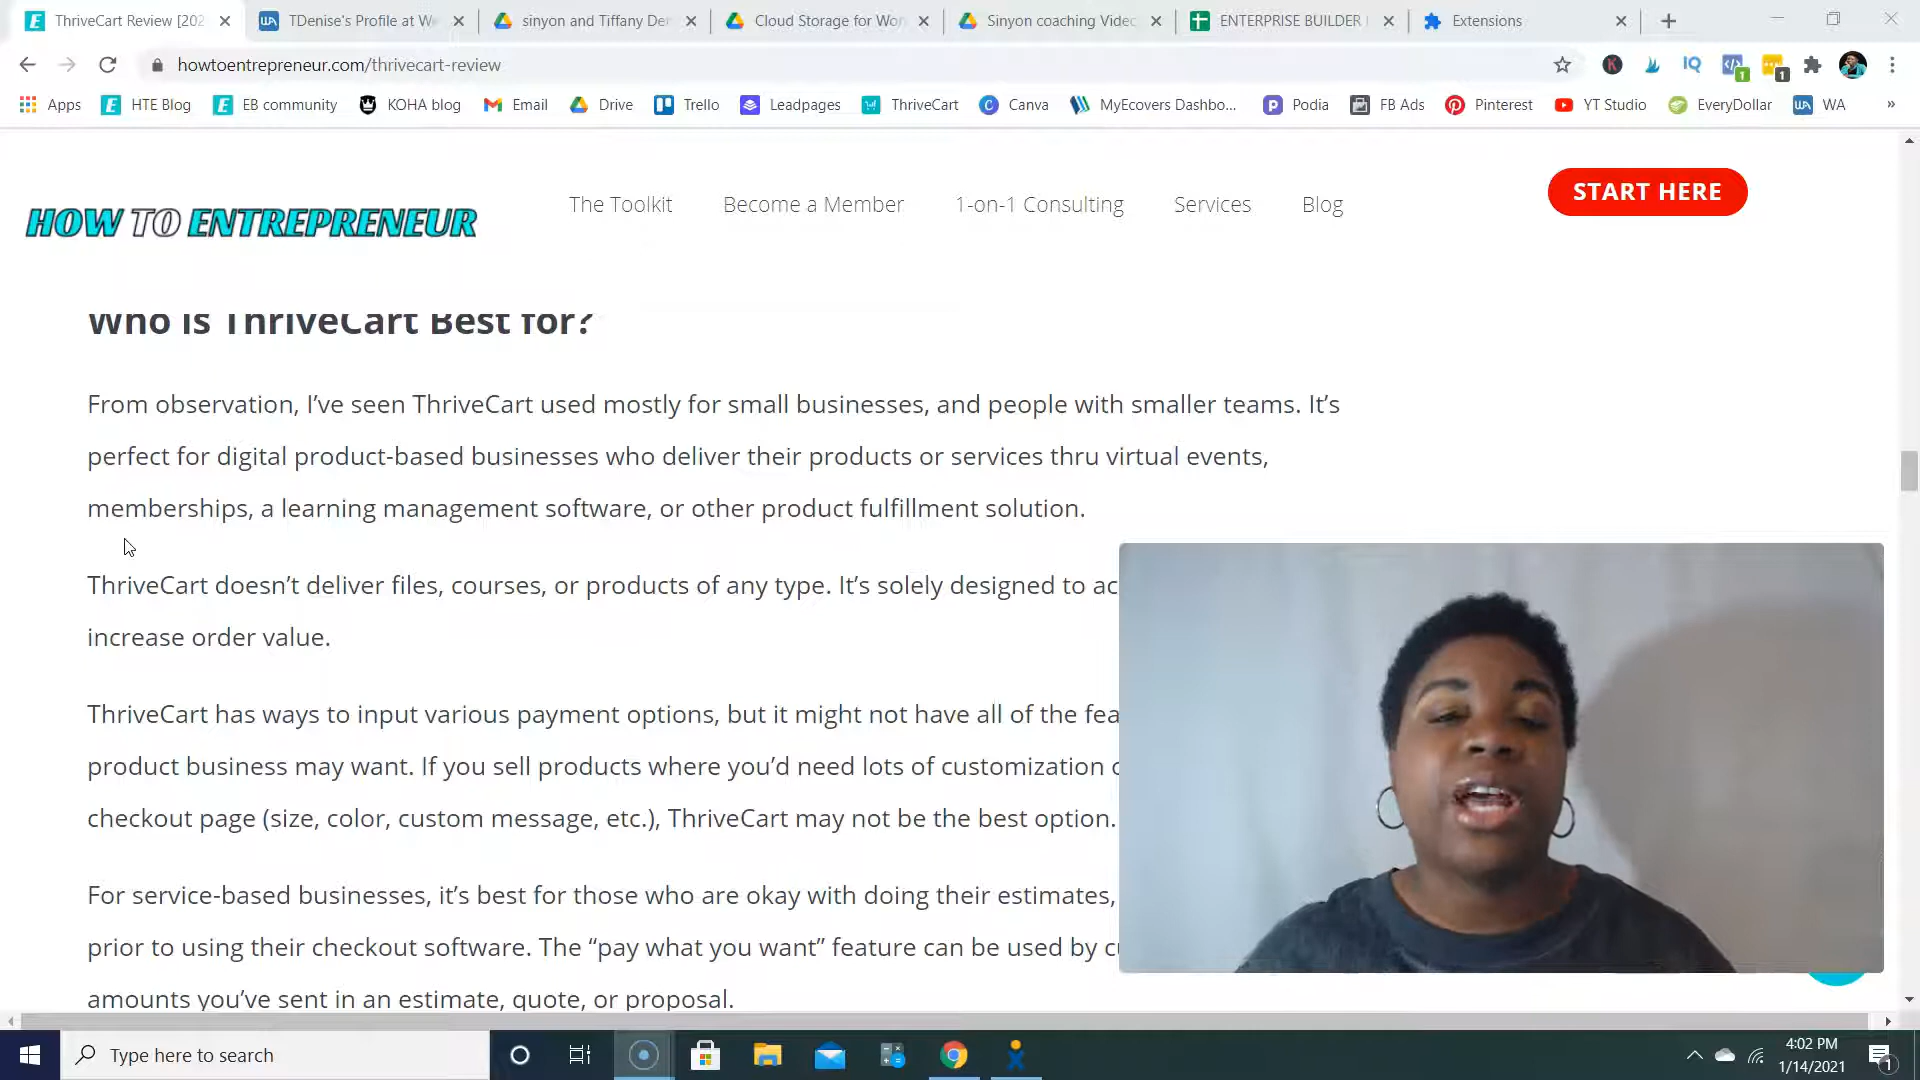 ThriveCart Review [202
TDenise's Profile at We
sinyon and Tiffany Der
Cloud Storage for Wor
Sinyon coaching Video
ENTERPRISE BUILDER
Extensions
howtoentrepreneur.com/thrivecart-review
Apps
HTE Blog
EB community
KOHA blog
Email
Drive
Trello
Leadpages
ThriveCart
Canva
MyEcovers Dashbo...
Podia
FB Ads
Pinterest
YT Studio
EveryDollar
WA
HOW TO ENTREPRENEUR
The Toolkit
Become a Member
1-on-1 Consulting
Services
Blog
START HERE
Who is ThriveCart Best for?
From observation, I've seen ThriveCart used mostly for small businesses, and people with smaller teams. It's
perfect for digital product-based businesses who deliver their products or services thru virtual events,
memberships, a learning management software, or other product fulfillment solution.
ThriveCart doesn't deliver files, courses, or products of any type. It's solely designed to ac
increase order value.
ThriveCart has ways to input various payment options, but it might not have all of the fea
product business may want. If you sell products where you'd need lots of customization
checkout page (size, color, custom message, etc.), ThriveCart may not be the best option.
For service-based businesses, it's best for those who are okay with doing their estimates,
prior to using their checkout software. The “pay what you want” feature can be used by cu
amounts you've sent in an estimate, quote, or proposal.
Type here to search
4:02 PM
1/14/2021